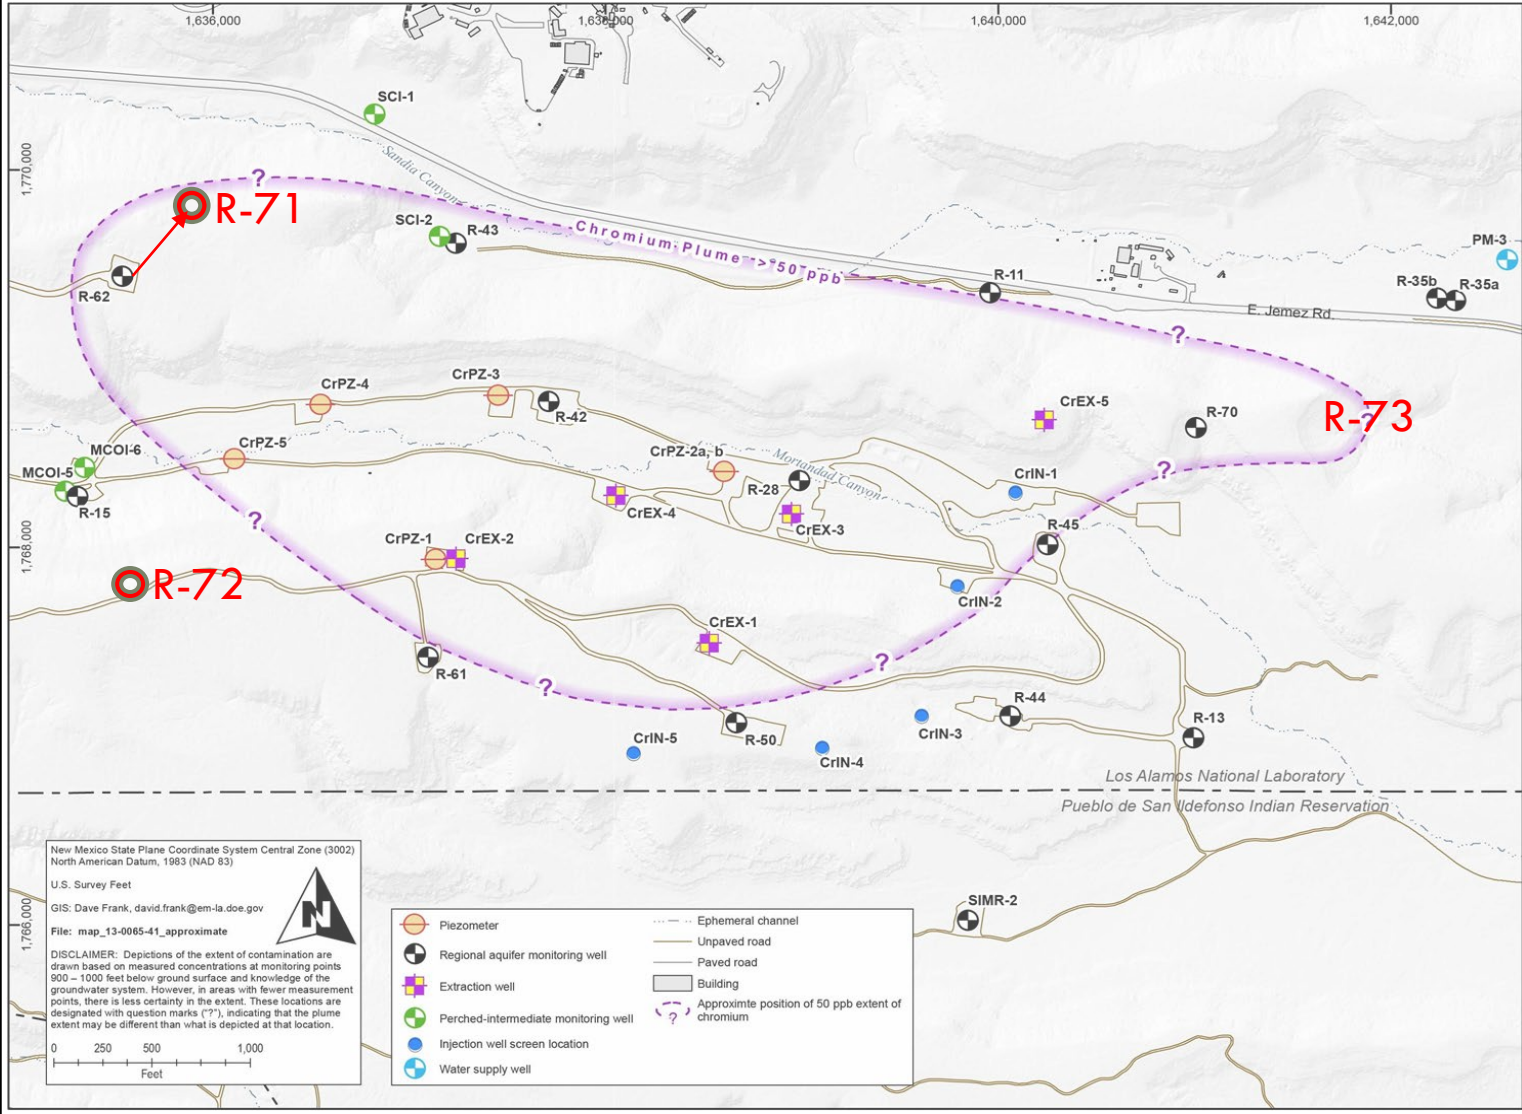 1,636,000
1,638,000
1,640,000
1,642,000
1,770,000
1,768,000
1,766,000
SCI-1
Sandia Canyon
?
R-71
SCI-2
R-43
Chromium Plume > 50 ppb
PM-3
R-62
R-11
R-35b
R-35a
E. Jemez Rd.
?
CrPZ-4
CrPZ-3
R-42
CrEX-5
R-70
R-73
?
MCOI-6
CrPZ-5
CrPZ-2a, b
Mortandad Canyon
CrIN-1
?
MCOI-5
R-15
R-28
CrEX-4
CrEX-3
R-45
?
CrPZ-1
CrEX-2
R-72
CrIN-2
CrEX-1
R-61
?
?
R-44
R-50
CrIN-3
R-13
CrIN-5
CrIN-4
Los Alamos National Laboratory
Pueblo de San Ildefonso Indian Reservation
SIMR-2
New Mexico State Plane Coordinate System Central Zone (3002)
North American Datum, 1983 (NAD 83)
U.S. Survey Feet
GIS: Dave Frank, david.frank@em-la.doe.gov
File: map_13-0065-41_approximate
N
DISCLAIMER: Depictions of the extent of contamination are
drawn based on measured concentrations at monitoring points
900 – 1000 feet below ground surface and knowledge of the
groundwater system. However, in areas with fewer measurement
points, there is less certainty in the extent. These locations are
designated with question marks ("?"), indicating that the plume
extent may be different than what is depicted at that location.
0 250 500 1,000
Feet
Piezometer
Regional aquifer monitoring well
Extraction well
Perched-intermediate monitoring well
Injection well screen location
Water supply well
Ephemeral channel
Unpaved road
Paved road
Building
?
Approximte position of 50 ppb extent of
chromium